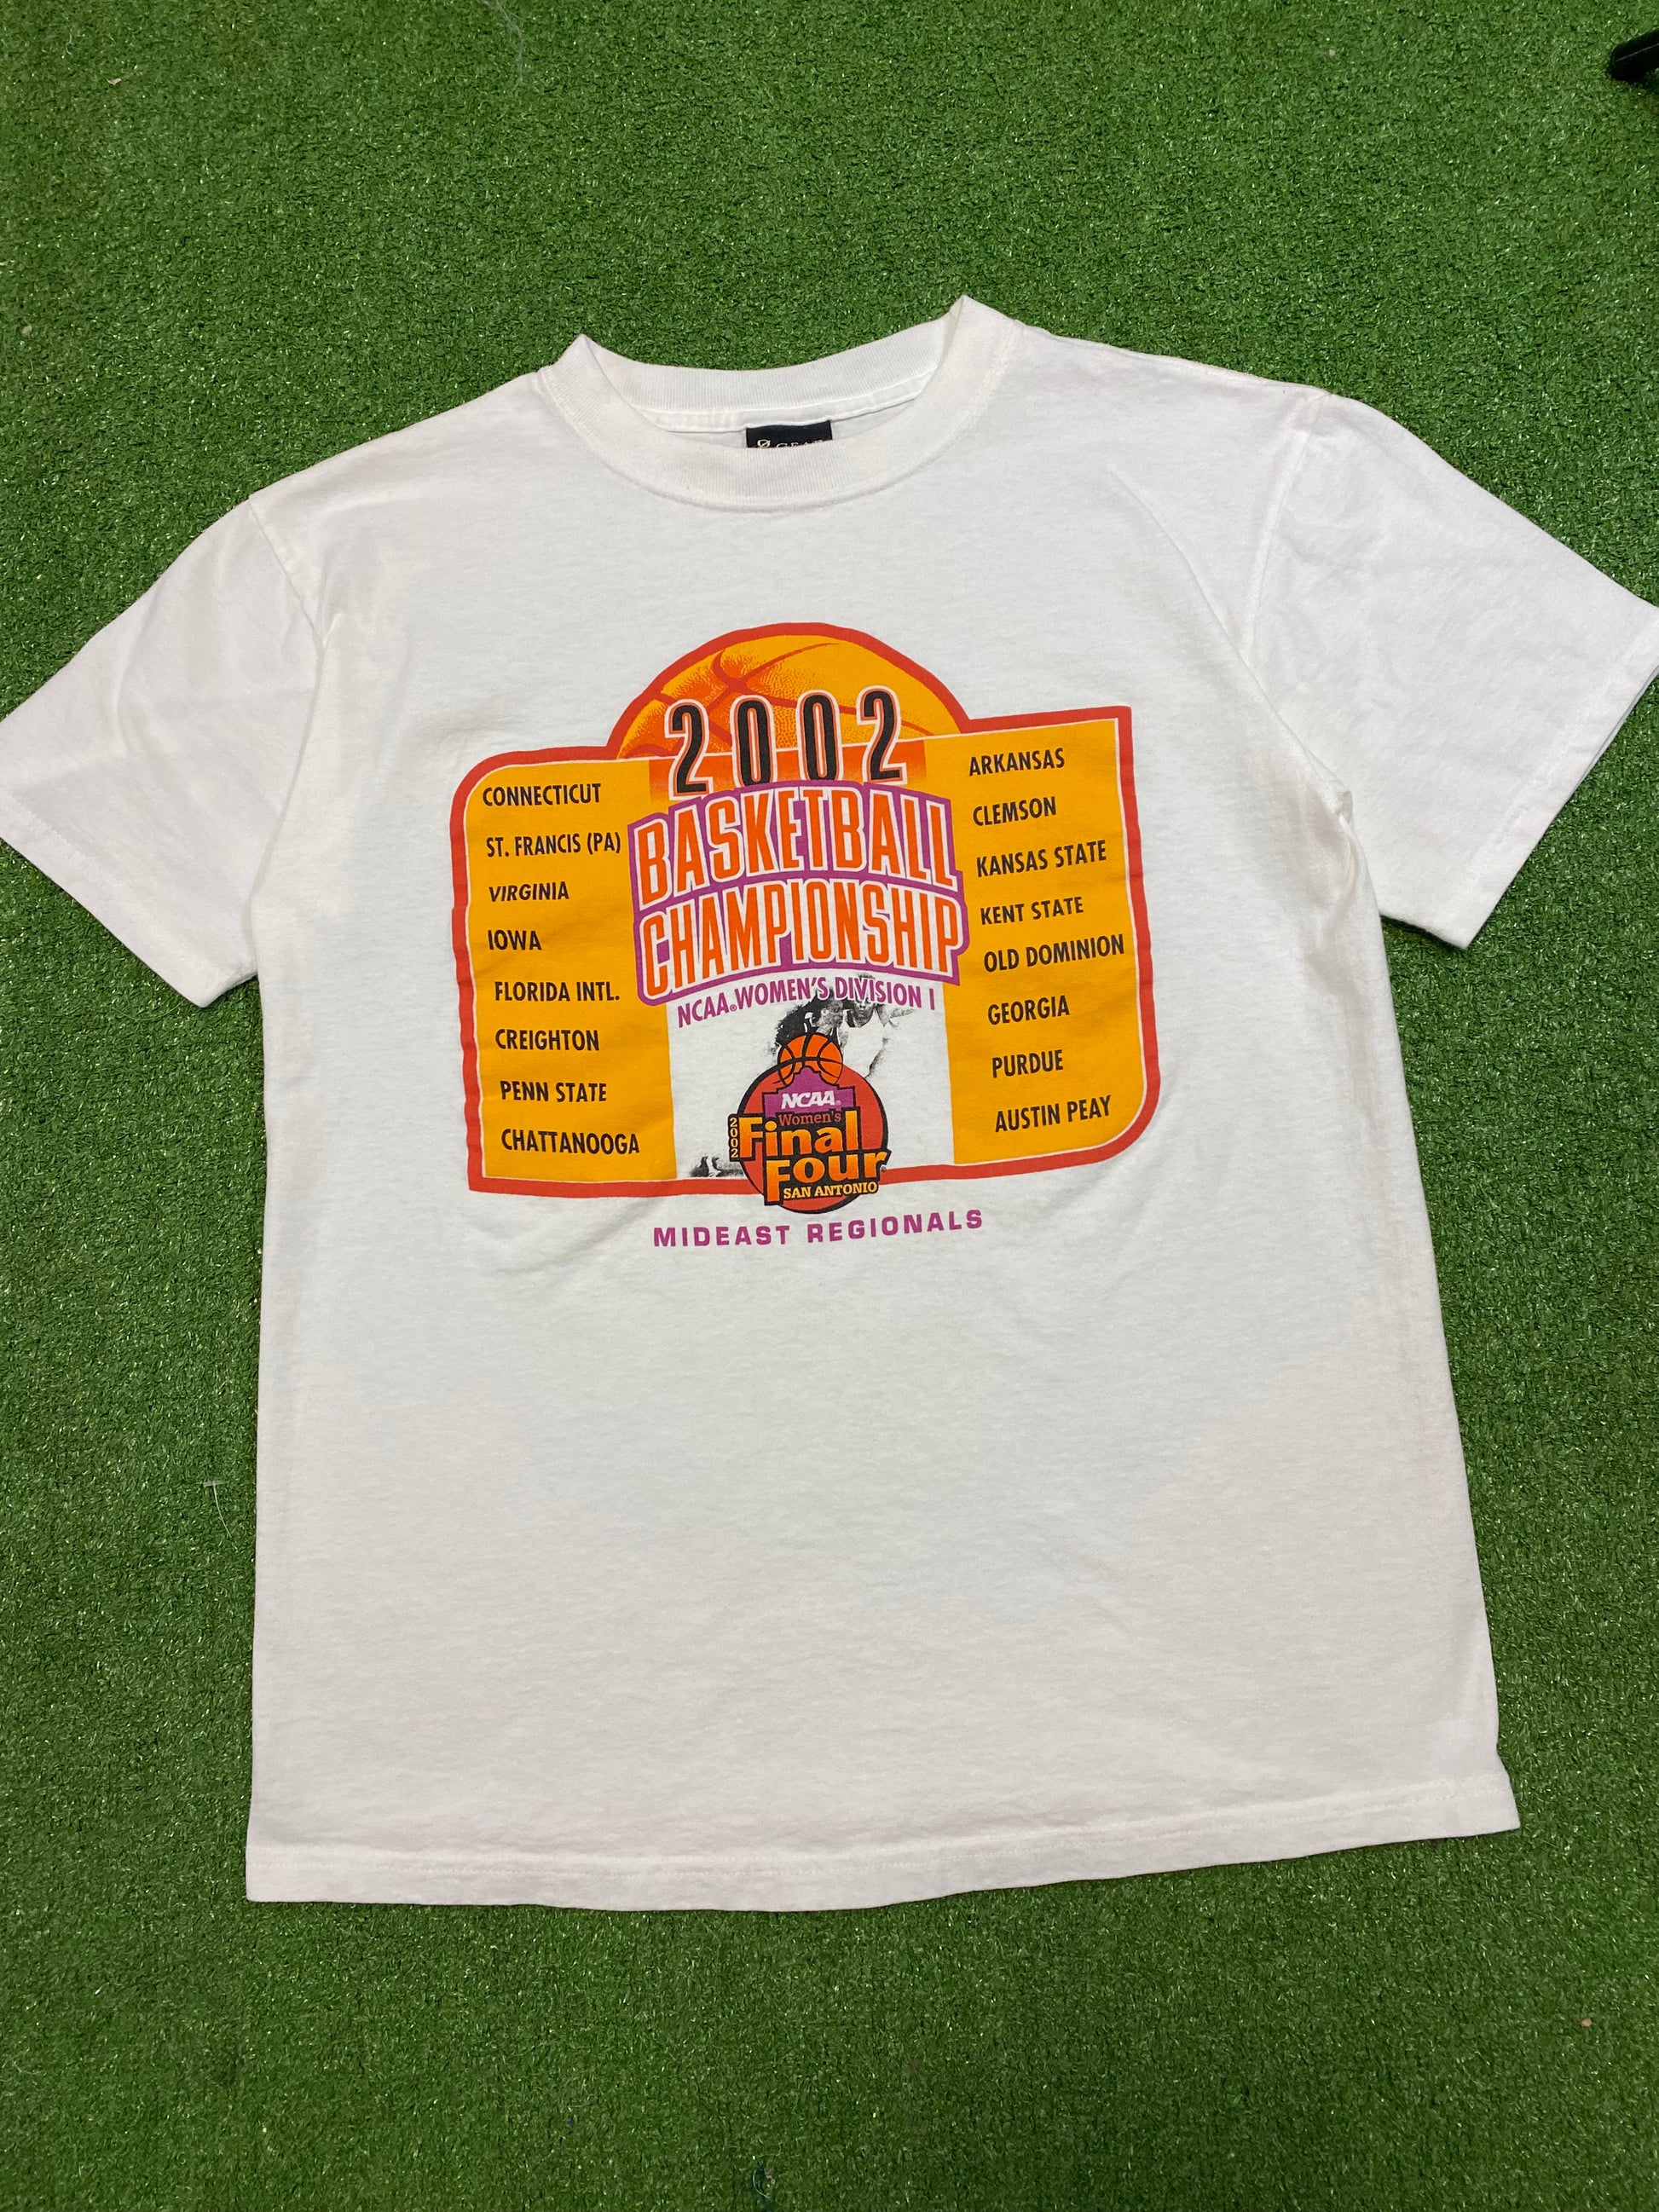 2002
BASKETBALL
CHAMPIONSHIP
NCAA® WOMEN'S DIVISION I
CONNECTICUT
ST. FRANCIS (PA)
VIRGINIA
IOWA
FLORIDA INTL.
CREIGHTON
PENN STATE
CHATTANOOGA
ARKANSAS
CLEMSON
KANSAS STATE
KENT STATE
OLD DOMINION
GEORGIA
PURDUE
AUSTIN PEAY
NCAA®
Women's
2002
Final
Four
SAN ANTONIO
MIDEAST REGIONALS